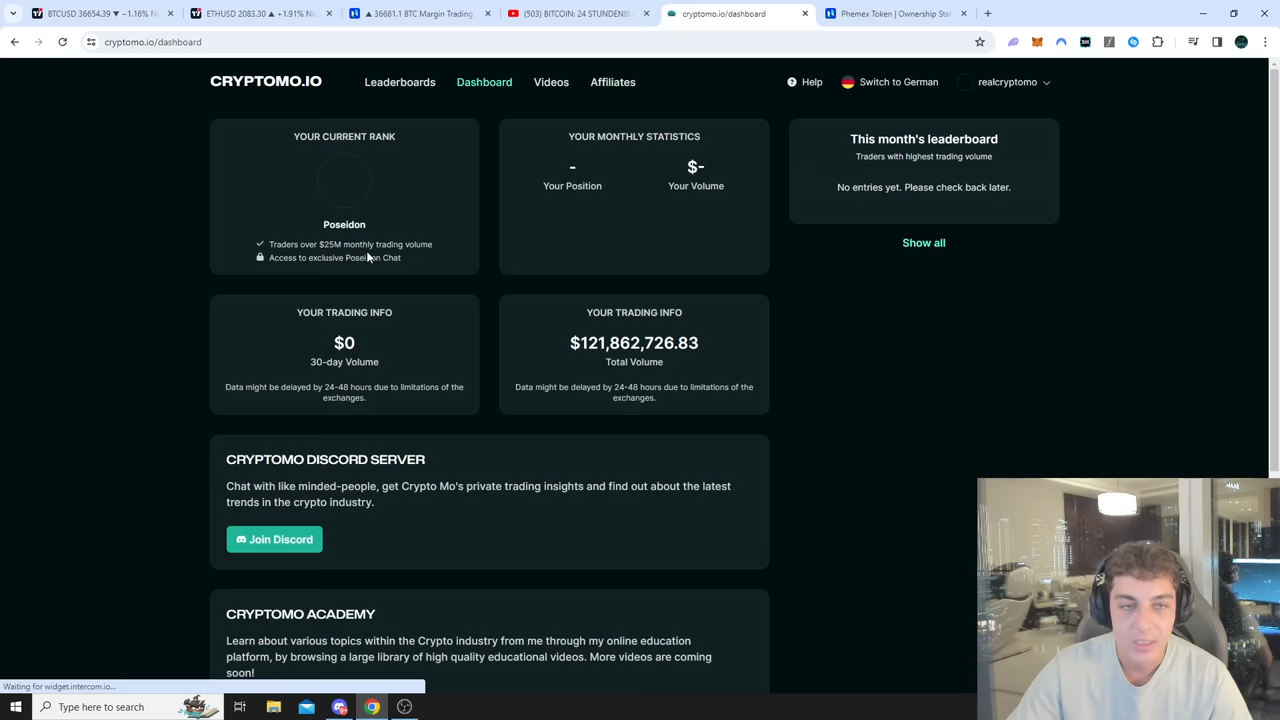 BTCUSD 36654.39 ▼ −1.16% Ni
ETHUSD 2083.30 ▲ +1.91% Ni
▲ 36681.1 BTC Margin Trading
(503) BITCOIN: 24 STUNDEN!!!
cryptomo.io/dashboard
Phemex Token | Ownership Sta
cryptomo.io/dashboard
CRYPTOMO.IO
Leaderboards
Dashboard
Videos
Affiliates
Help
Switch to German
realcryptomo
YOUR CURRENT RANK
Poseidon
Traders over $25M monthly trading volume
Access to exclusive Poseidon Chat
YOUR MONTHLY STATISTICS
-
$-
Your Position
Your Volume
This month's leaderboard
Traders with highest trading volume
No entries yet. Please check back later.
Show all
YOUR TRADING INFO
$0
30-day Volume
Data might be delayed by 24-48 hours due to limitations of the
exchanges.
YOUR TRADING INFO
$121,862,726.83
Total Volume
Data might be delayed by 24-48 hours due to limitations of the
exchanges.
CRYPTOMO DISCORD SERVER
Chat with like minded-people, get Crypto Mo's private trading insights and find out about the latest
trends in the crypto industry.
Join Discord
CRYPTOMO ACADEMY
Learn about various topics within the Crypto industry from me through my online education
platform, by browsing a large library of high quality educational videos. More videos are coming
soon!
Waiting for widget.intercom.io...
Type here to search